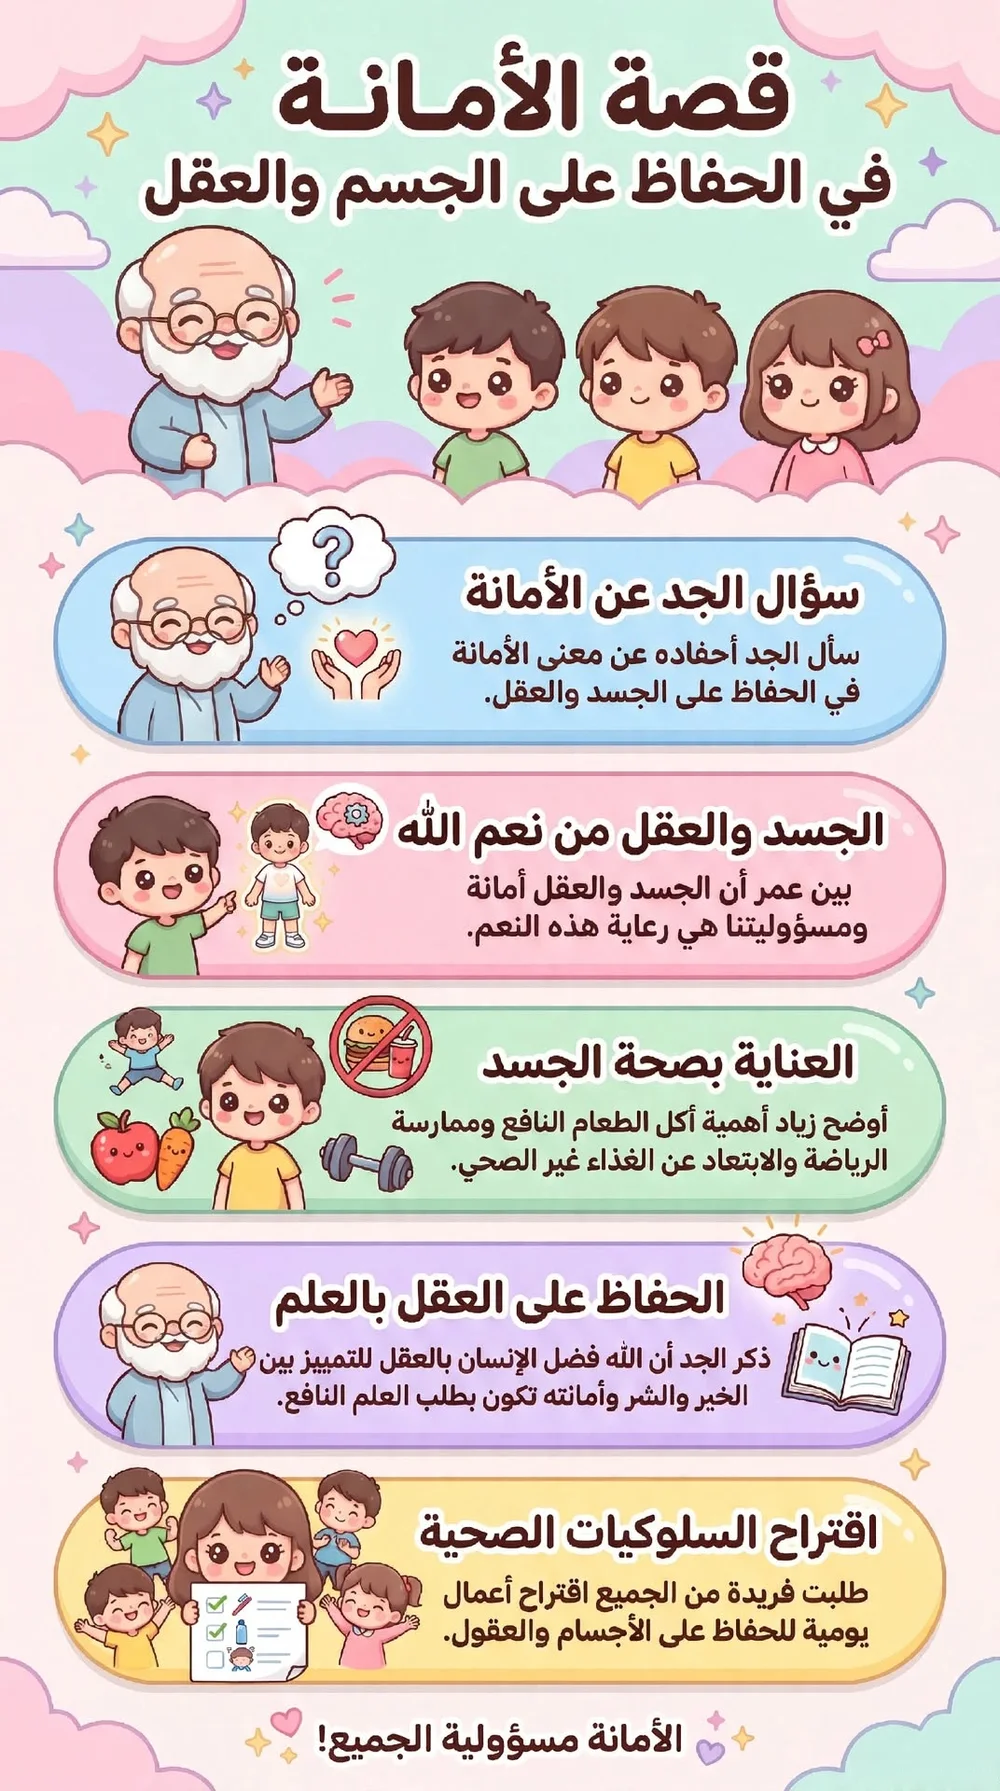 قصة الأمانة
في الحفاظ على الجسم والعقل
?
سؤال الجد عن الأمانة
سأل الجد أحفاده عن معنى الأمانة
في الحفاظ على الجسد والعقل.
الجسد والعقل من نعم الله
بين عمر أن الجسد والعقل أمانة
ومسؤوليتنا هي رعاية هذه النعم.
العناية بصحة الجسد
أوضح زياد أهمية أكل الطعام النافع وممارسة
الرياضة والابتعاد عن الغذاء غير الصحي.
الحفاظ على العقل بالعلم
ذكر الجد أن الله فضل الإنسان بالعقل للتمييز بين
الخير والشر وأمانته تكون بطلب العلم النافع.
اقتراح السلوكيات الصحية
طلبت فريدة من الجميع اقتراح أعمال
يومية للحفاظ على الأجسام والعقول.
الأمانة مسؤولية الجميع!